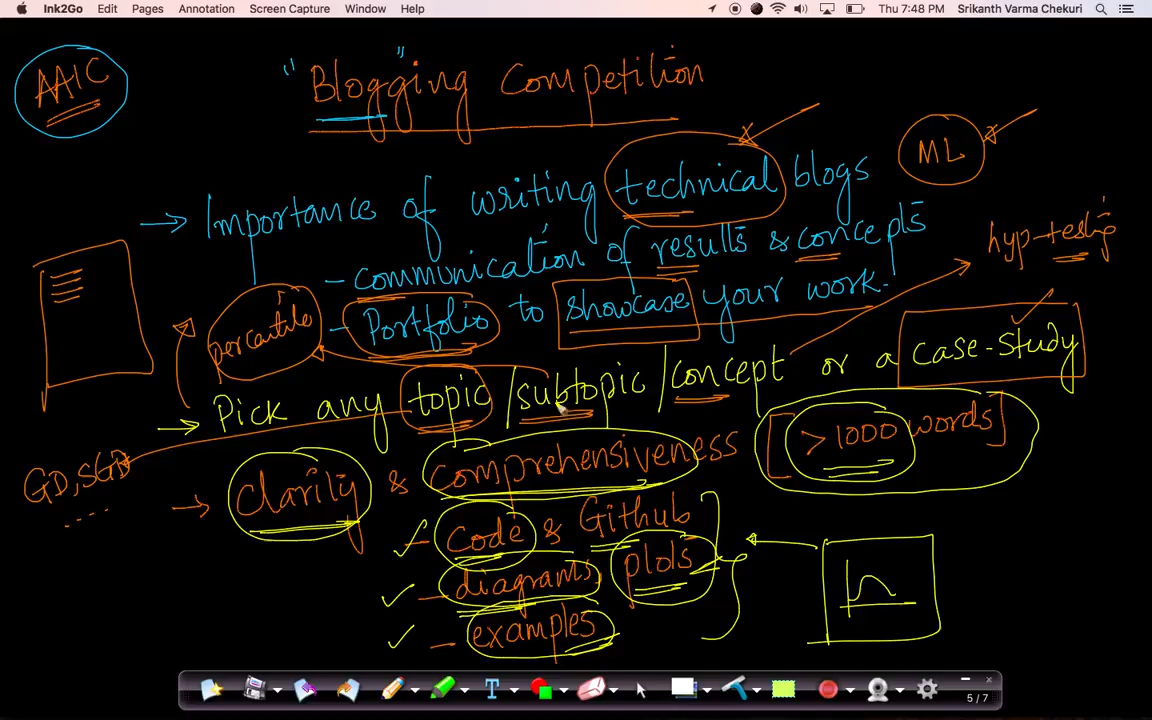 Ink2Go Edit Pages Annotation Screen Capture Window Help Thu 7:48 PM Srikanth Varma Chekuri
AAIC
"Blogging" Competition
ML
→ Importance of writing technical blogs
hyp-testing
- communication of results & concepts
percentile
- Portfolio to showcase your work.
→ Pick any topic/subtopic/concept or a case-study
[>1000 words]
GD, SGD
....
→ Clarity & comprehensiveness
- Code & Github
- diagrams plots
- examples
5 / 7